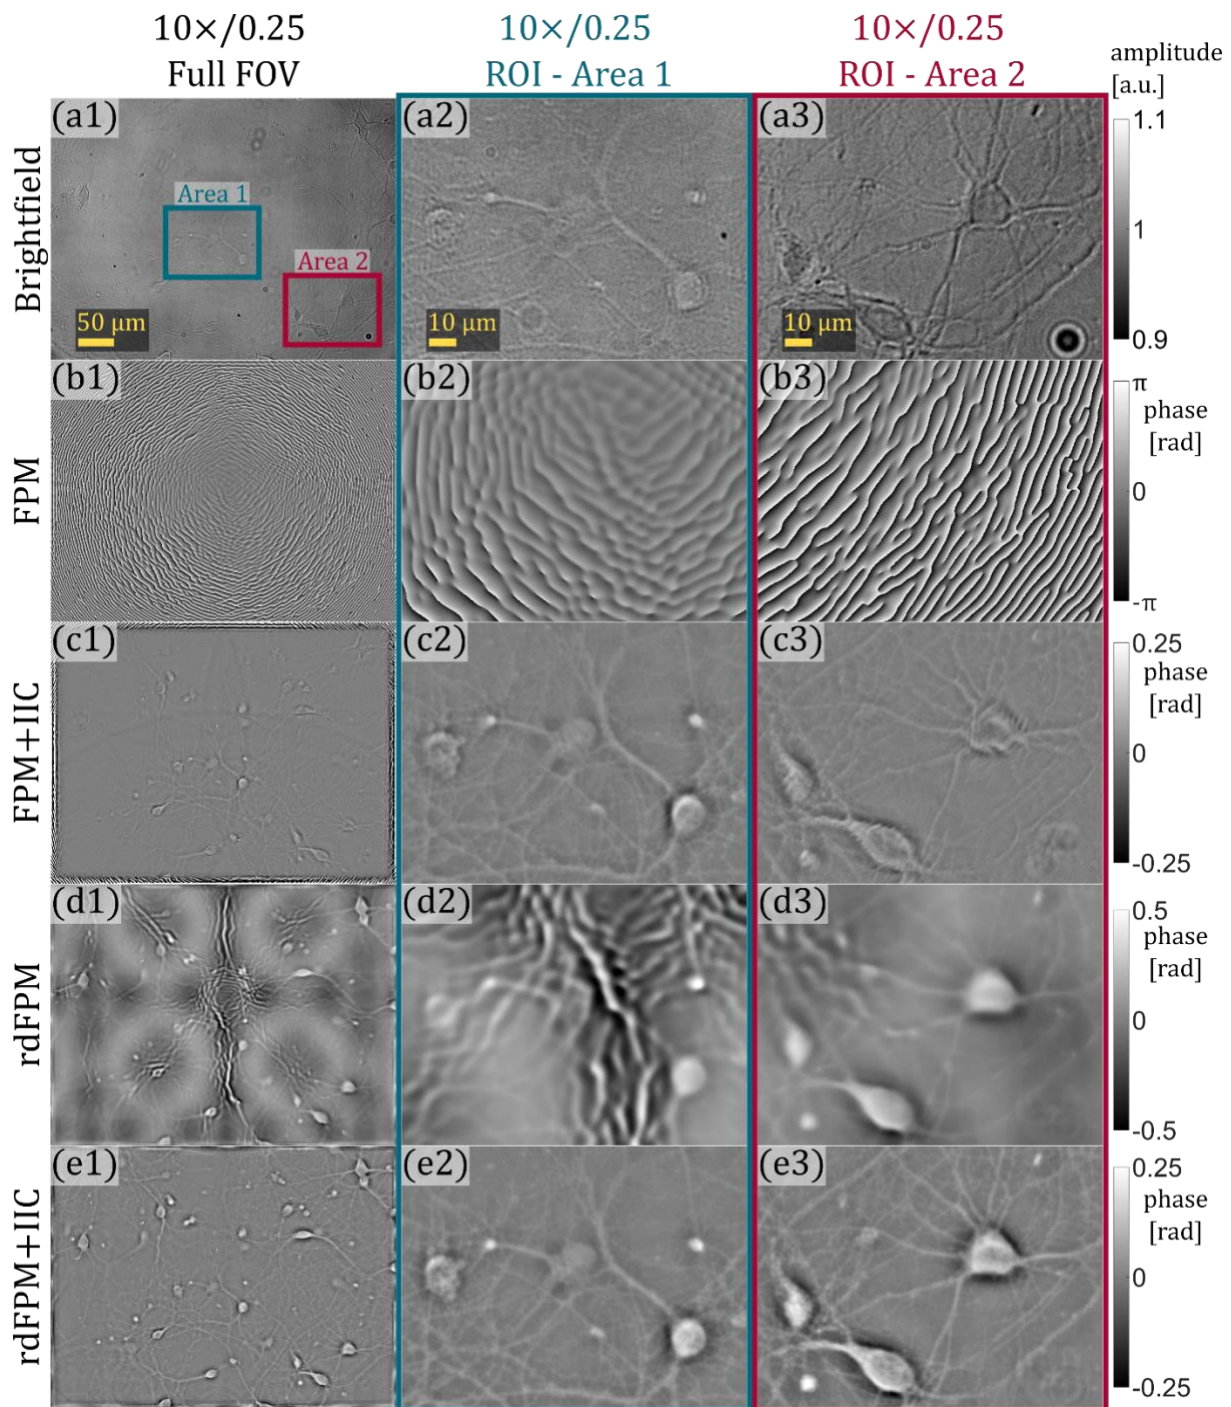 10×/0.25
Full FOV
10×/0.25
ROI - Area 1
10×/0.25
ROI - Area 2
amplitude
[a.u.]
Brightfield
(a1)
Area 1
Area 2
50 µm
(a2)
10 µm
(a3)
10 µm
1.1
1
0.9
FPM
(b1)
(b2)
(b3)
π
phase
[rad]
0
-π
FPM+IIC
(c1)
(c2)
(c3)
0.25
phase
[rad]
0
-0.25
rdFPM
(d1)
(d2)
(d3)
0.5
phase
[rad]
0
-0.5
rdFPM+IIC
(e1)
(e2)
(e3)
0.25
phase
[rad]
0
-0.25